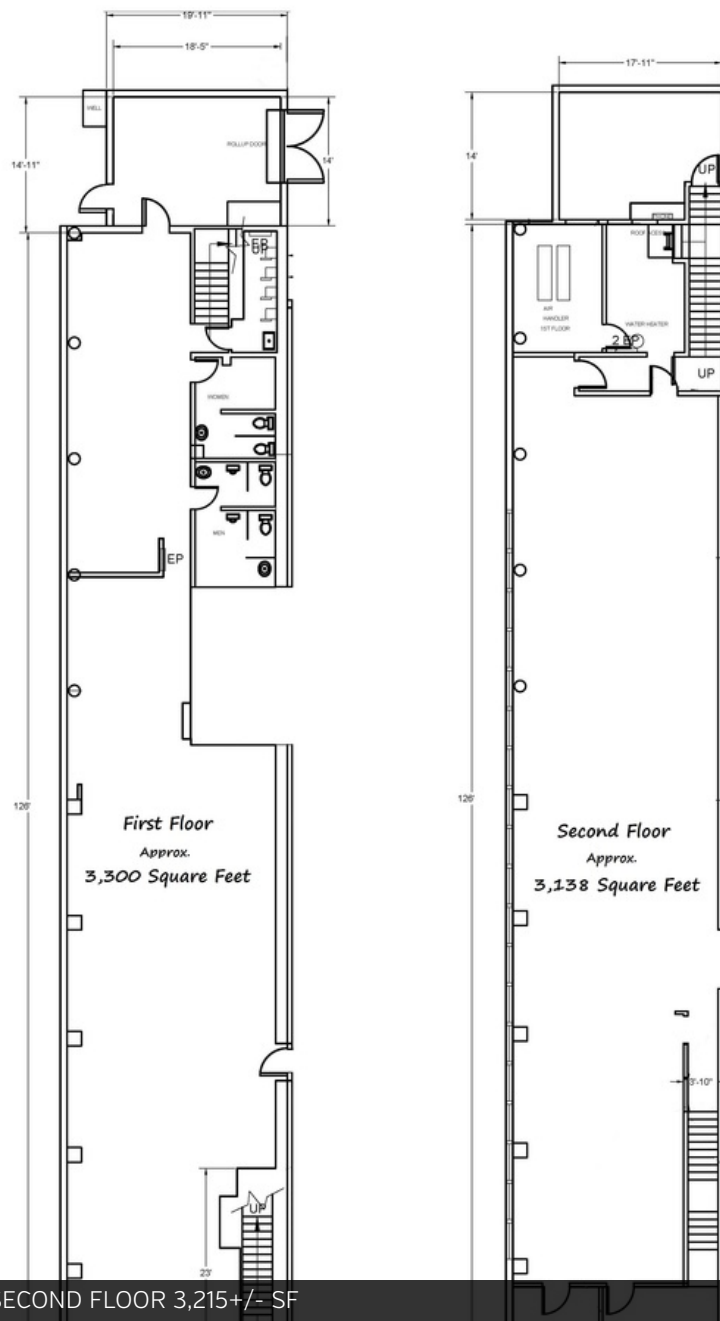 19'-11"
18'-5"
WELL
ROLLUP DOOR
14'-11"
14'
UP
WOMEN
MEN
EP
126'
First Floor
Approx.
3,300 Square Feet
UP
23'
17'-11"
14'
UP
AIR
HANDLER
1ST FLOOR
WATER HEATER
2 EP
UP
126'
Second Floor
Approx.
3,138 Square Feet
3'-10"
SECOND FLOOR 3,215+/- SF